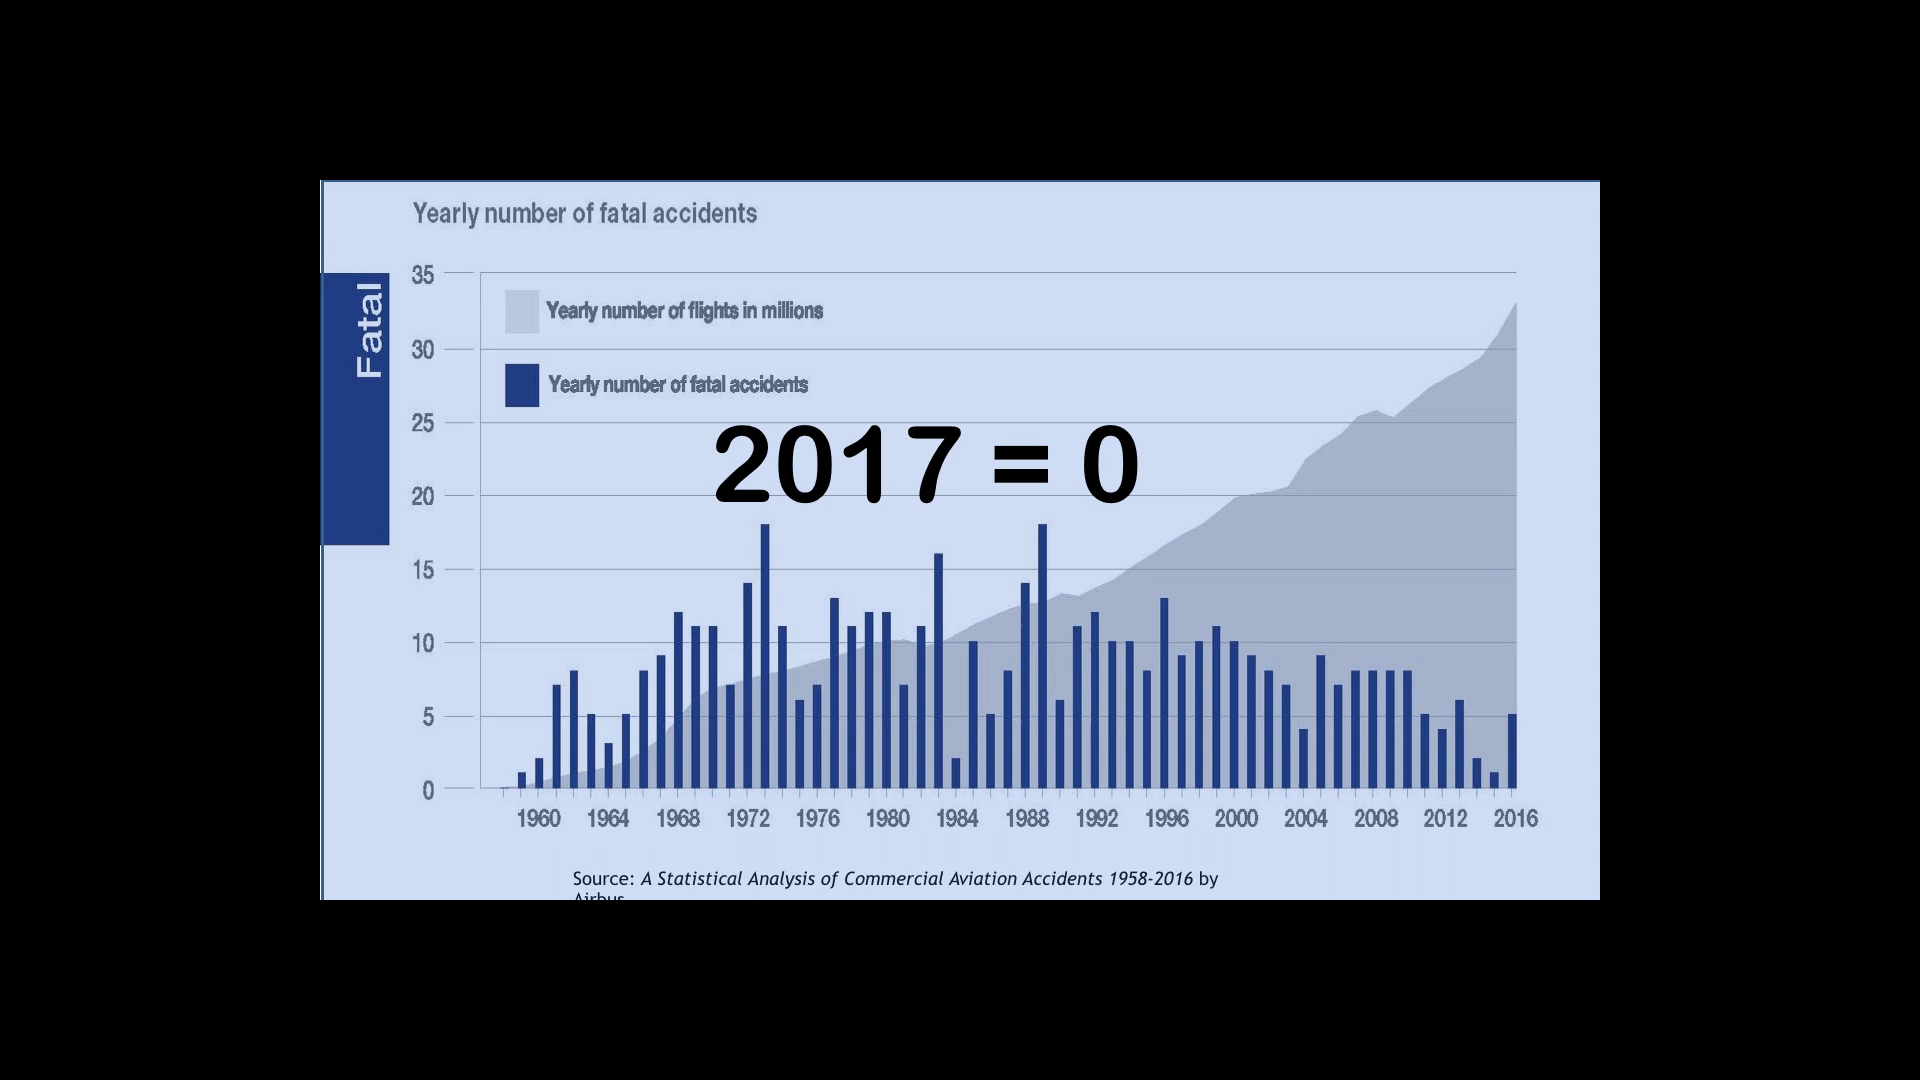 Yearly number of fatal accidents
Fatal
35
Yearly number of flights in millions
30
Yearly number of fatal accidents
25
2017 = 0
20
15
10
5
0
1960 1964 1968 1972 1976 1980 1984 1988 1992 1996 2000 2004 2008 2012 2016
Source: A Statistical Analysis of Commercial Aviation Accidents 1958-2016 by
Airbus